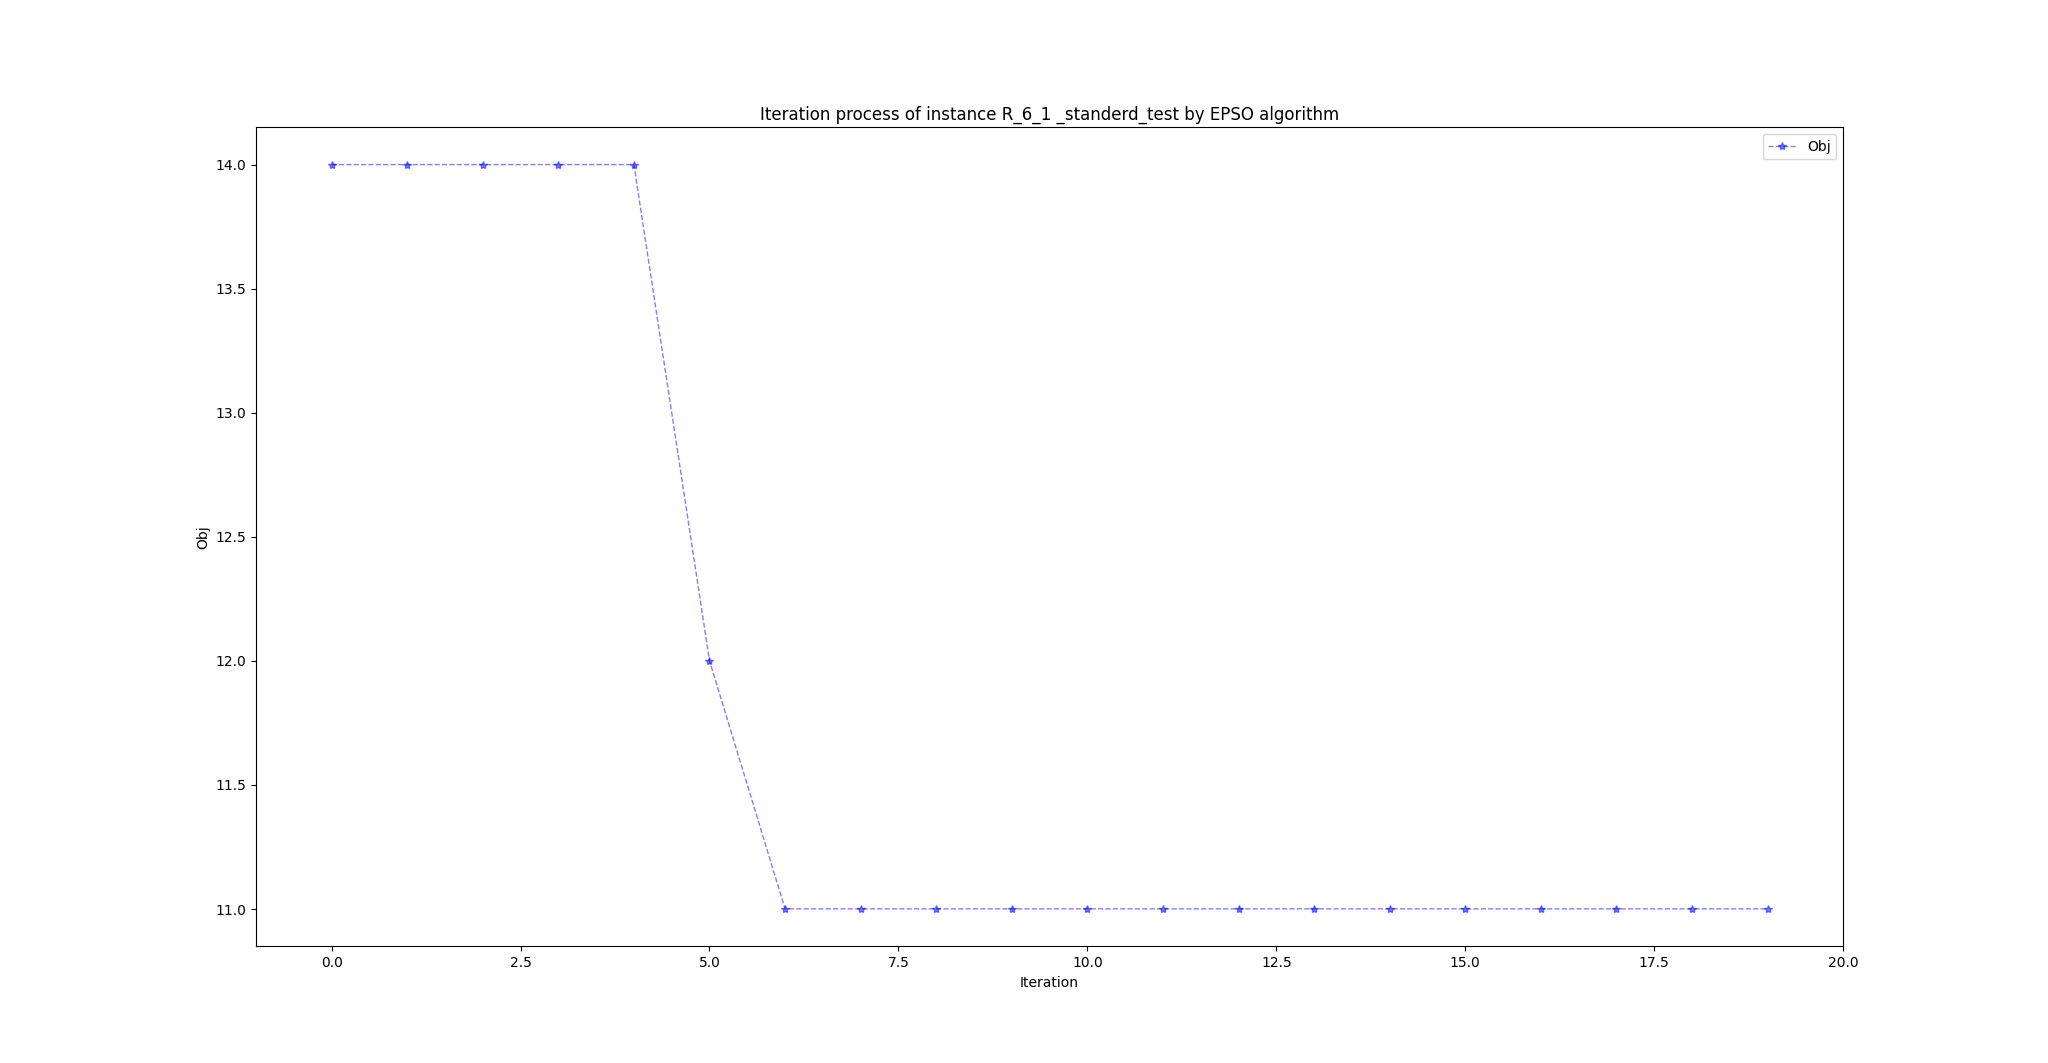 Iteration process of instance R_6_1 _standerd_test by EPSO algorithm
Obj
14.0
13.5
13.0
12.5
12.0
11.5
11.0
Obj
0.0 2.5 5.0 7.5 10.0 12.5 15.0 17.5 20.0
Iteration